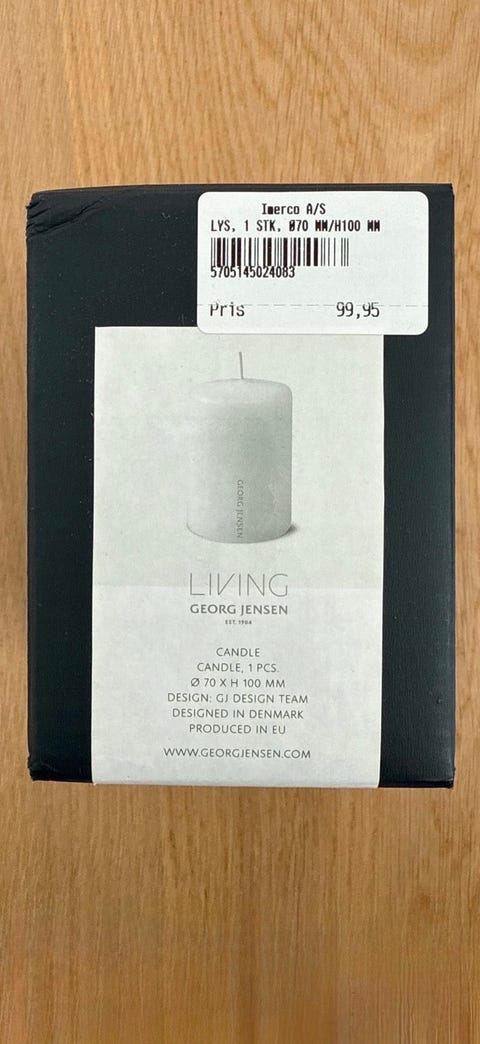 Imerco A/S
LYS, 1 STK, Ø70 MM/H100 MM
5705145024083
Pris 99,95
GEORG JENSEN
LIVING
GEORG JENSEN
EST. 1904
CANDLE
CANDLE, 1 PCS.
Ø 70 X H 100 MM
DESIGN: GJ DESIGN TEAM
DESIGNED IN DENMARK
PRODUCED IN EU
WWW.GEORGJENSEN.COM